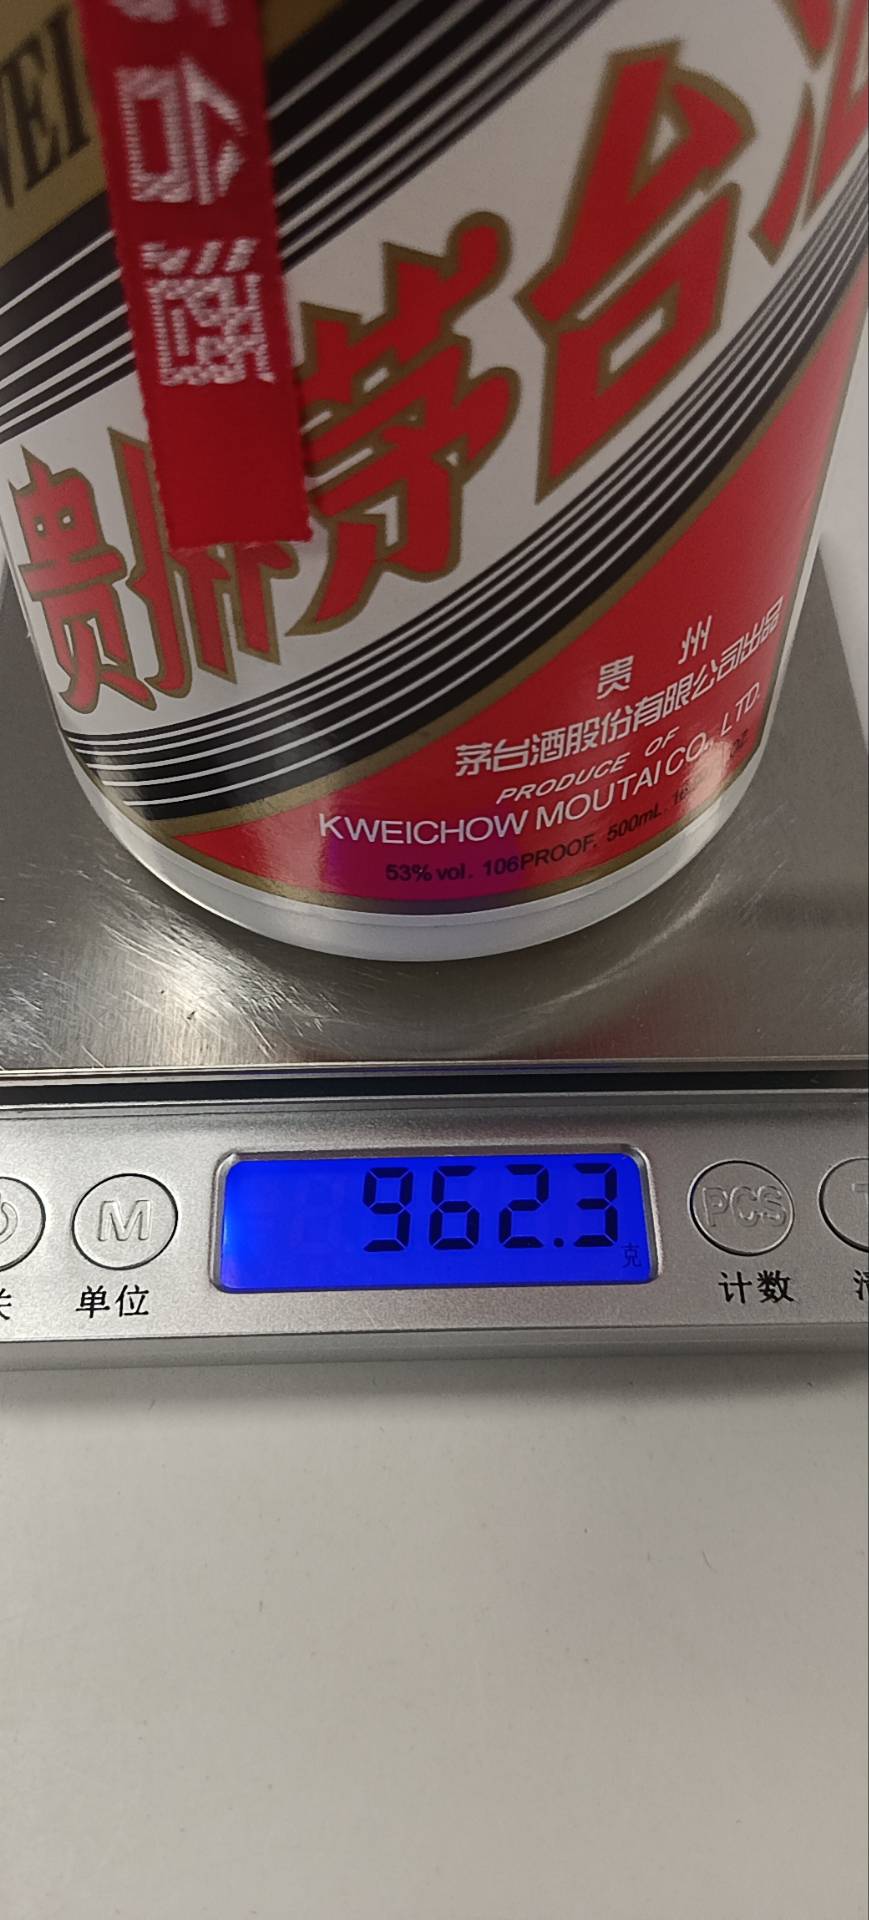 WEI
贵州茅台酒
贵 州
茅台酒股份有限公司出品
PRODUCE OF
KWEICHOW MOUTAI CO., LTD.
53% vol. 106PROOF. 500mL.
962.3
克
M
PCS
单位
计数